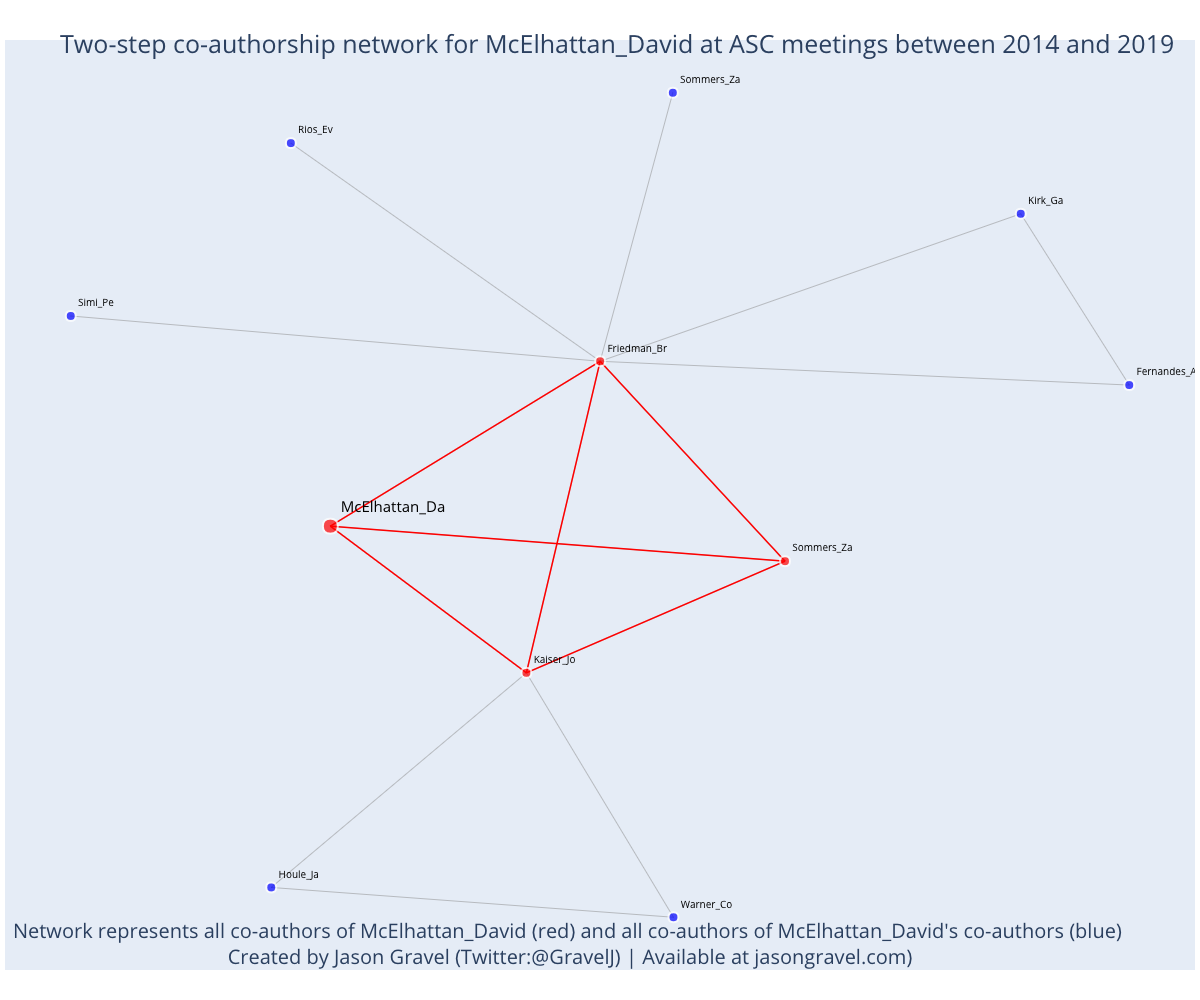 Two-step co-authorship network for McElhattan_David at ASC meetings between 2014 and 2019
Sommers_Za
Rios_Ev
Kirk_Ga
Simi_Pe
Friedman_Br
Fernandes_A
McElhattan_Da
Sommers_Za
Kaiser_Jo
Houle_Ja
Warner_Co
Network represents all co-authors of McElhattan_David (red) and all co-authors of McElhattan_David's co-authors (blue)
Created by Jason Gravel (Twitter:@GravelJ) | Available at jasongravel.com)